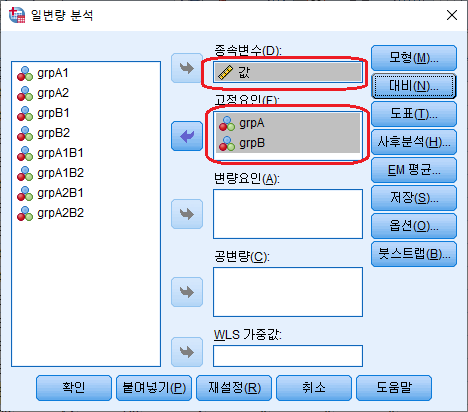 일변량 분석
grpA1
grpA2
grpB1
grpB2
grpA1B1
grpA1B2
grpA2B1
grpA2B2
종속변수(D):
값
고정요인(F):
grpA
grpB
변량요인(A):
공변량(C):
WLS 가중값:
모형(M)...
대비(N)...
도표(T)...
사후분석(H)...
EM 평균...
저장(S)...
옵션(O)...
붓스트랩(B)...
확인
붙여넣기(P)
재설정(R)
취소
도움말